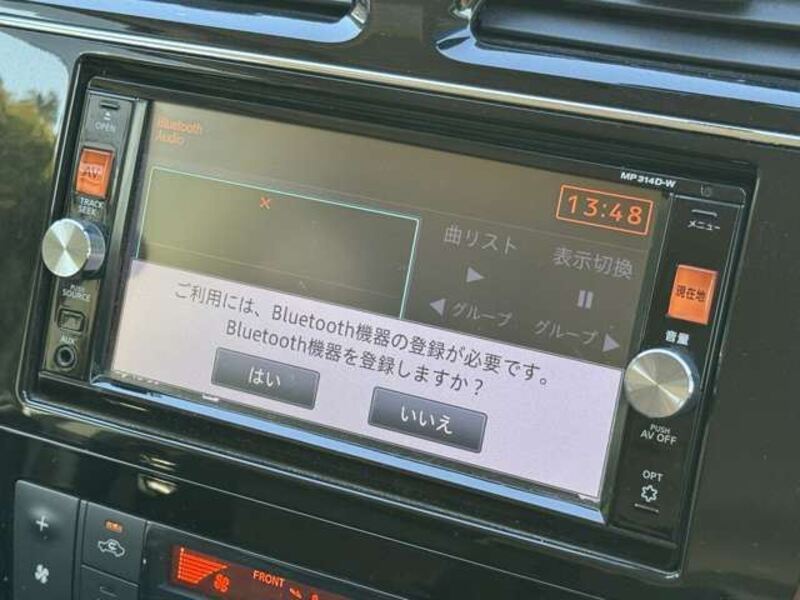 OPEN
Bluetooth
Audio
MP314D-W
TRACK
SEEK
13:48
メニュー
曲リスト
表示切換
現在地
PUSH
SOURCE
グループ
グループ
音量
ご利用には、Bluetooth機器の登録が必要です。
Bluetooth機器を登録しますか？
AUX
はい
いいえ
PUSH
AV OFF
OPT
FRONT